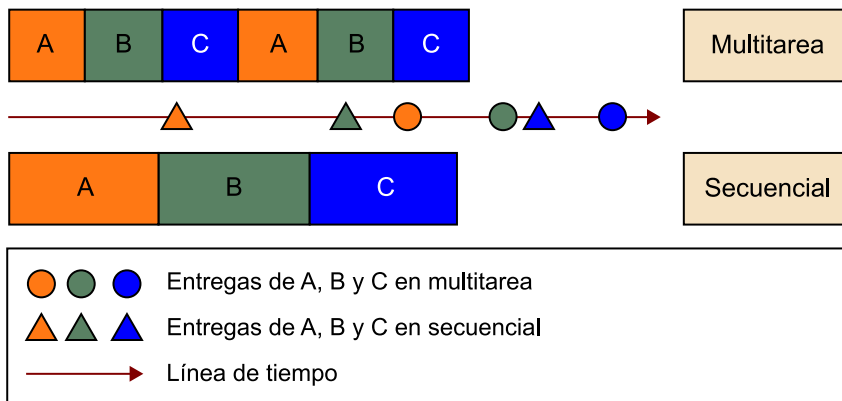 A B C A B C Multitarea
A B C Secuencial
Entregas de A, B y C en multitarea
Entregas de A, B y C en secuencial
Línea de tiempo